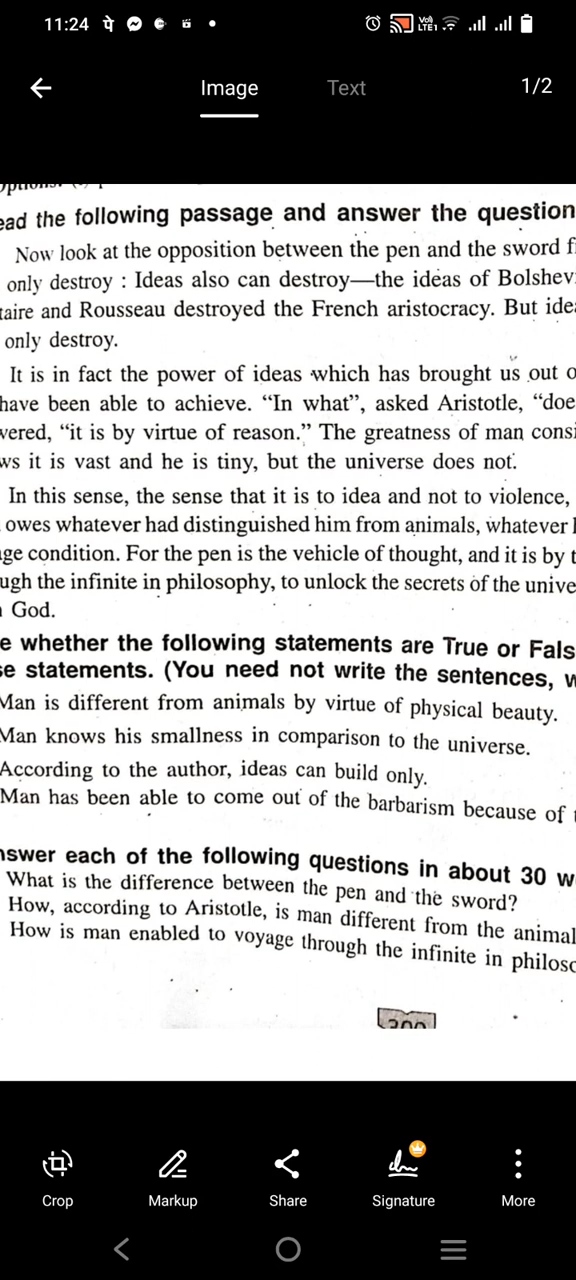 11:24
Image Text 1/2
ead the following passage and answer the question
Now look at the opposition between the pen and the sword f
only destroy : Ideas also can destroy—the ideas of Bolshev
taire and Rousseau destroyed the French aristocracy. But ide
only destroy.
It is in fact the power of ideas which has brought us out o
have been able to achieve. “In what”, asked Aristotle, “doe
vered, “it is by virtue of reason.” The greatness of man consi
ws it is vast and he is tiny, but the universe does not.
In this sense, the sense that it is to idea and not to violence,
owes whatever had distinguished him from animals, whatever
ge condition. For the pen is the vehicle of thought, and it is by t
ugh the infinite in philosophy, to unlock the secrets of the unive
God.
e whether the following statements are True or Fals
se statements. (You need not write the sentences, w
Man is different from animals by virtue of physical beauty.
Man knows his smallness in comparison to the universe.
According to the author, ideas can build only.
Man has been able to come out of the barbarism because of
nswer each of the following questions in about 30 w
What is the difference between the pen and the sword?
How, according to Aristotle, is man different from the animal
How is man enabled to voyage through the infinite in philoso
Crop Markup Share Signature More